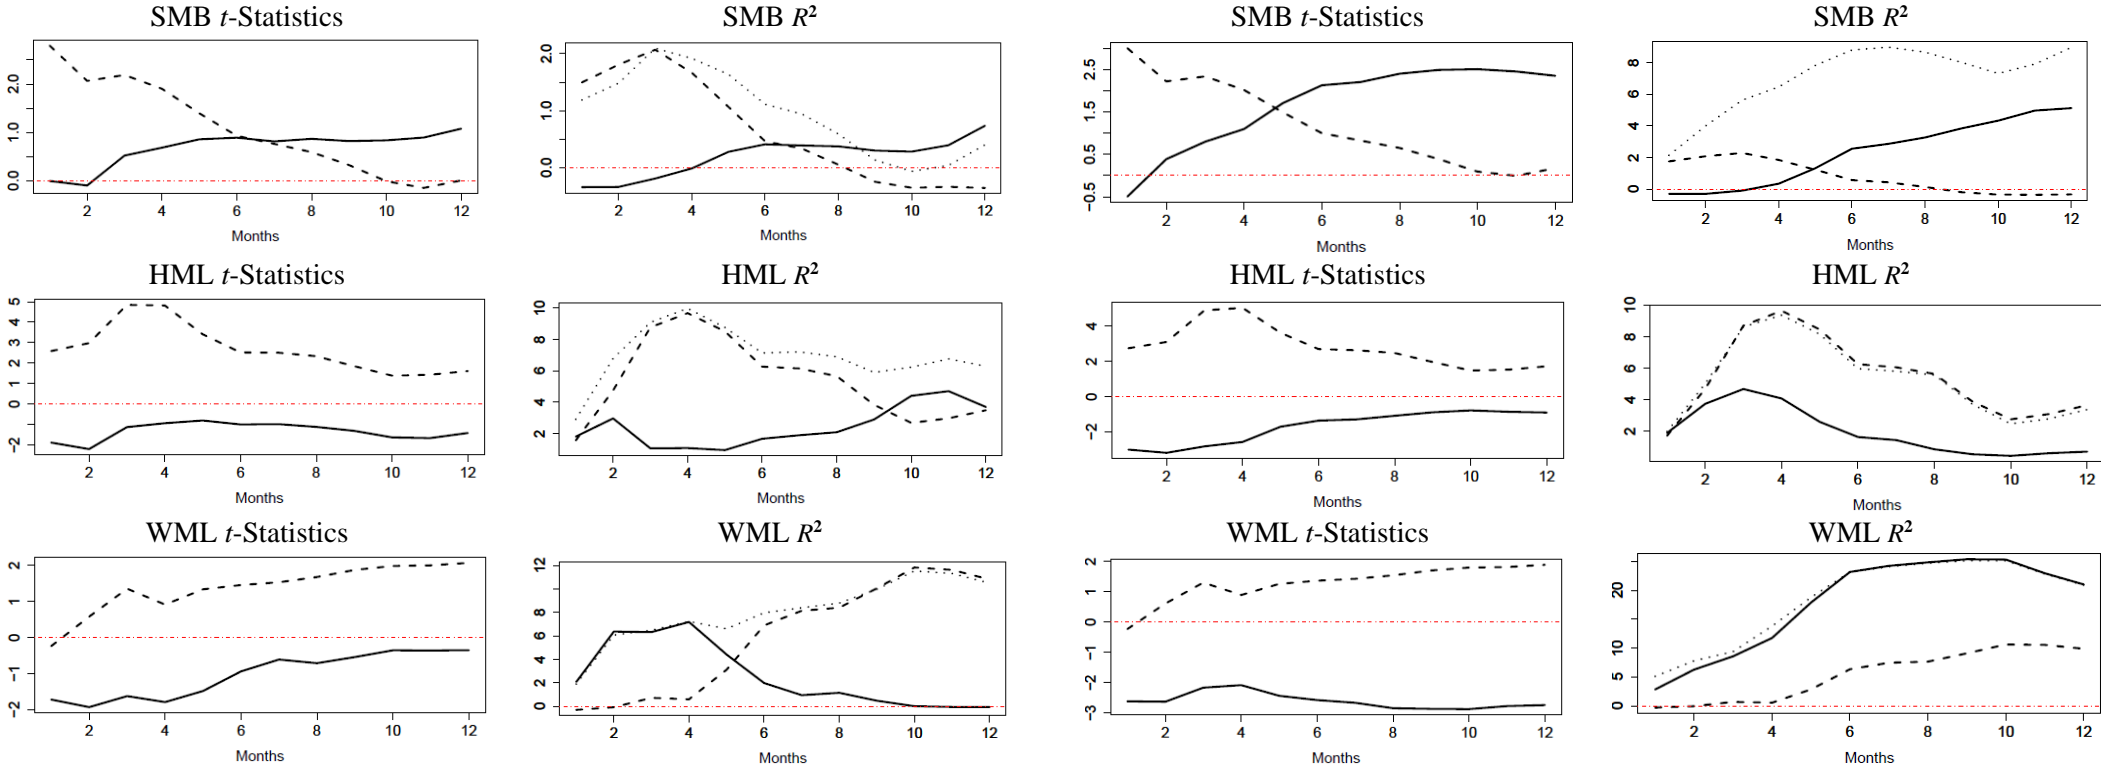 SMB t-Statistics
SMB R²
SMB t-Statistics
SMB R²
0.0 1.0 2.0
2 4 6 8 10 12
Months
0.0 1.0 2.0
2 4 6 8 10 12
Months
−0.5 0.5 1.5 2.5
2 4 6 8 10 12
Months
0 2 4 6 8
2 4 6 8 10 12
Months
HML t-Statistics
HML R²
HML t-Statistics
HML R²
−2 0 1 2 3 4 5
2 4 6 8 10 12
Months
2 4 6 8 10
2 4 6 8 10 12
Months
−2 0 2 4
2 4 6 8 10 12
Months
2 4 6 8 10
2 4 6 8 10 12
Months
WML t-Statistics
WML R²
WML t-Statistics
WML R²
−2 −1 0 1 2
2 4 6 8 10 12
Months
0 2 4 6 8 12
2 4 6 8 10 12
Months
−3 −2 −1 0 1 2
2 4 6 8 10 12
Months
0 5 10 20
2 4 6 8 10 12
Months